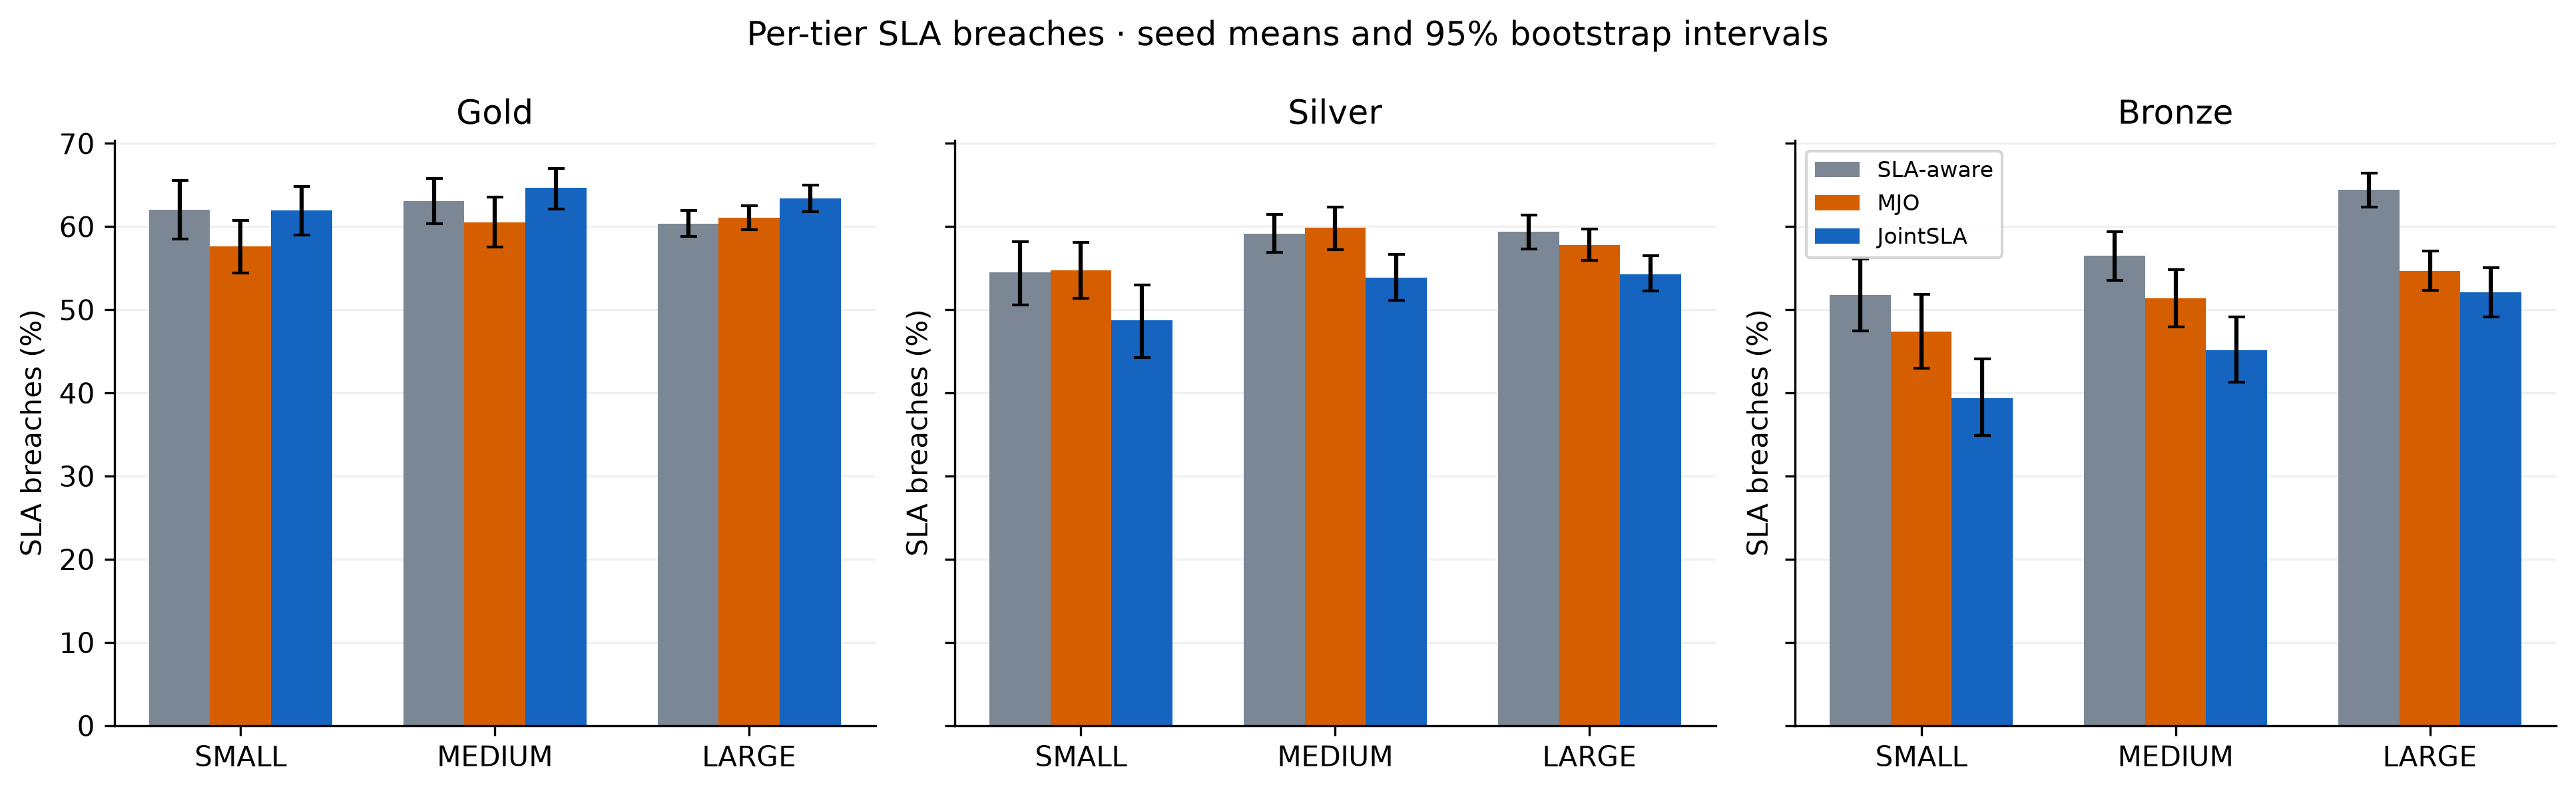 Per-tier SLA breaches · seed means and 95% bootstrap intervals
Gold
SLA breaches (%)
70
60
50
40
30
20
10
0
SMALL MEDIUM LARGE
Silver
SLA breaches (%)
SMALL MEDIUM LARGE
Bronze
SLA breaches (%)
SLA-aware
MJO
JointSLA
SMALL MEDIUM LARGE